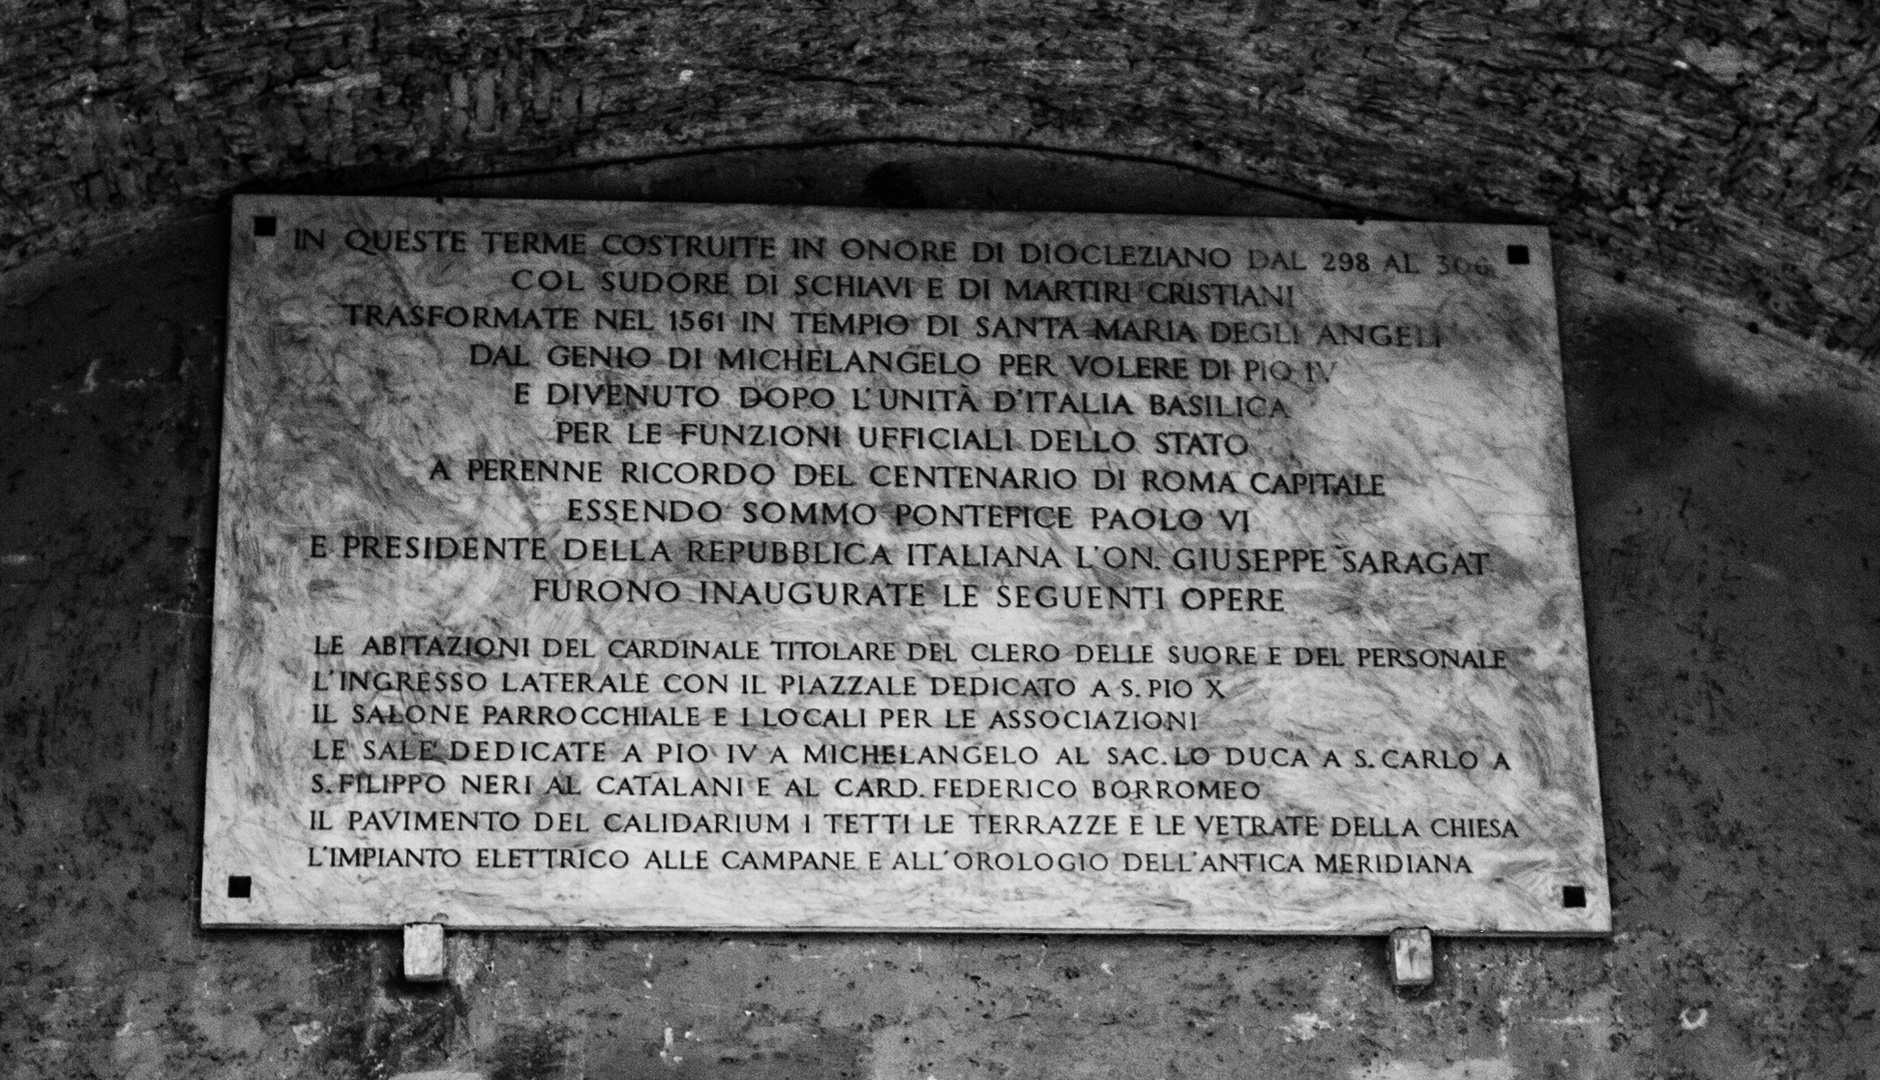 IN QUESTE TERME COSTRUITE IN ONORE DI DIOCLEZIANO DAL 298 AL 306
COL SUDORE DI SCHIAVI E DI MARTIRI CRISTIANI
TRASFORMATE NEL 1561 IN TEMPIO DI SANTA MARIA DEGLI ANGELI
DAL GENIO DI MICHELANGELO PER VOLERE DI PIO IV
E DIVENUTO DOPO L'UNITÀ D'ITALIA BASILICA
PER LE FUNZIONI UFFICIALI DELLO STATO
A PERENNE RICORDO DEL CENTENARIO DI ROMA CAPITALE
ESSENDO SOMMO PONTEFICE PAOLO VI
E PRESIDENTE DELLA REPUBBLICA ITALIANA L'ON. GIUSEPPE SARAGAT
FURONO INAUGURATE LE SEGUENTI OPERE
LE ABITAZIONI DEL CARDINALE TITOLARE DEL CLERO DELLE SUORE E DEL PERSONALE
L'INGRESSO LATERALE CON IL PIAZZALE DEDICATO A S. PIO X
IL SALONE PARROCCHIALE E I LOCALI PER LE ASSOCIAZIONI
LE SALE DEDICATE A PIO IV A MICHELANGELO AL SAC. LO DUCA A S. CARLO A
S. FILIPPO NERI AL CATALANI E AL CARD. FEDERICO BORROMEO
IL PAVIMENTO DEL CALIDARIUM I TETTI LE TERRAZZE E LE VETRATE DELLA CHIESA
L'IMPIANTO ELETTRICO ALLE CAMPANE E ALL'OROLOGIO DELL'ANTICA MERIDIANA